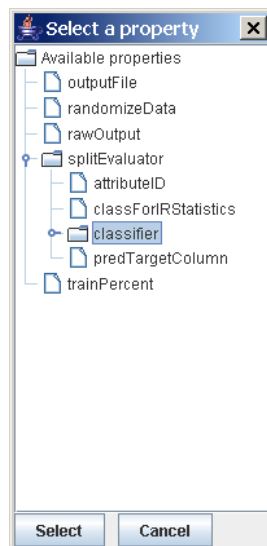 Select a property
Available properties
outputFile
randomizeData
rawOutput
splitEvaluator
attributeID
classForIRStatistics
classifier
predTargetColumn
trainPercent
Select
Cancel